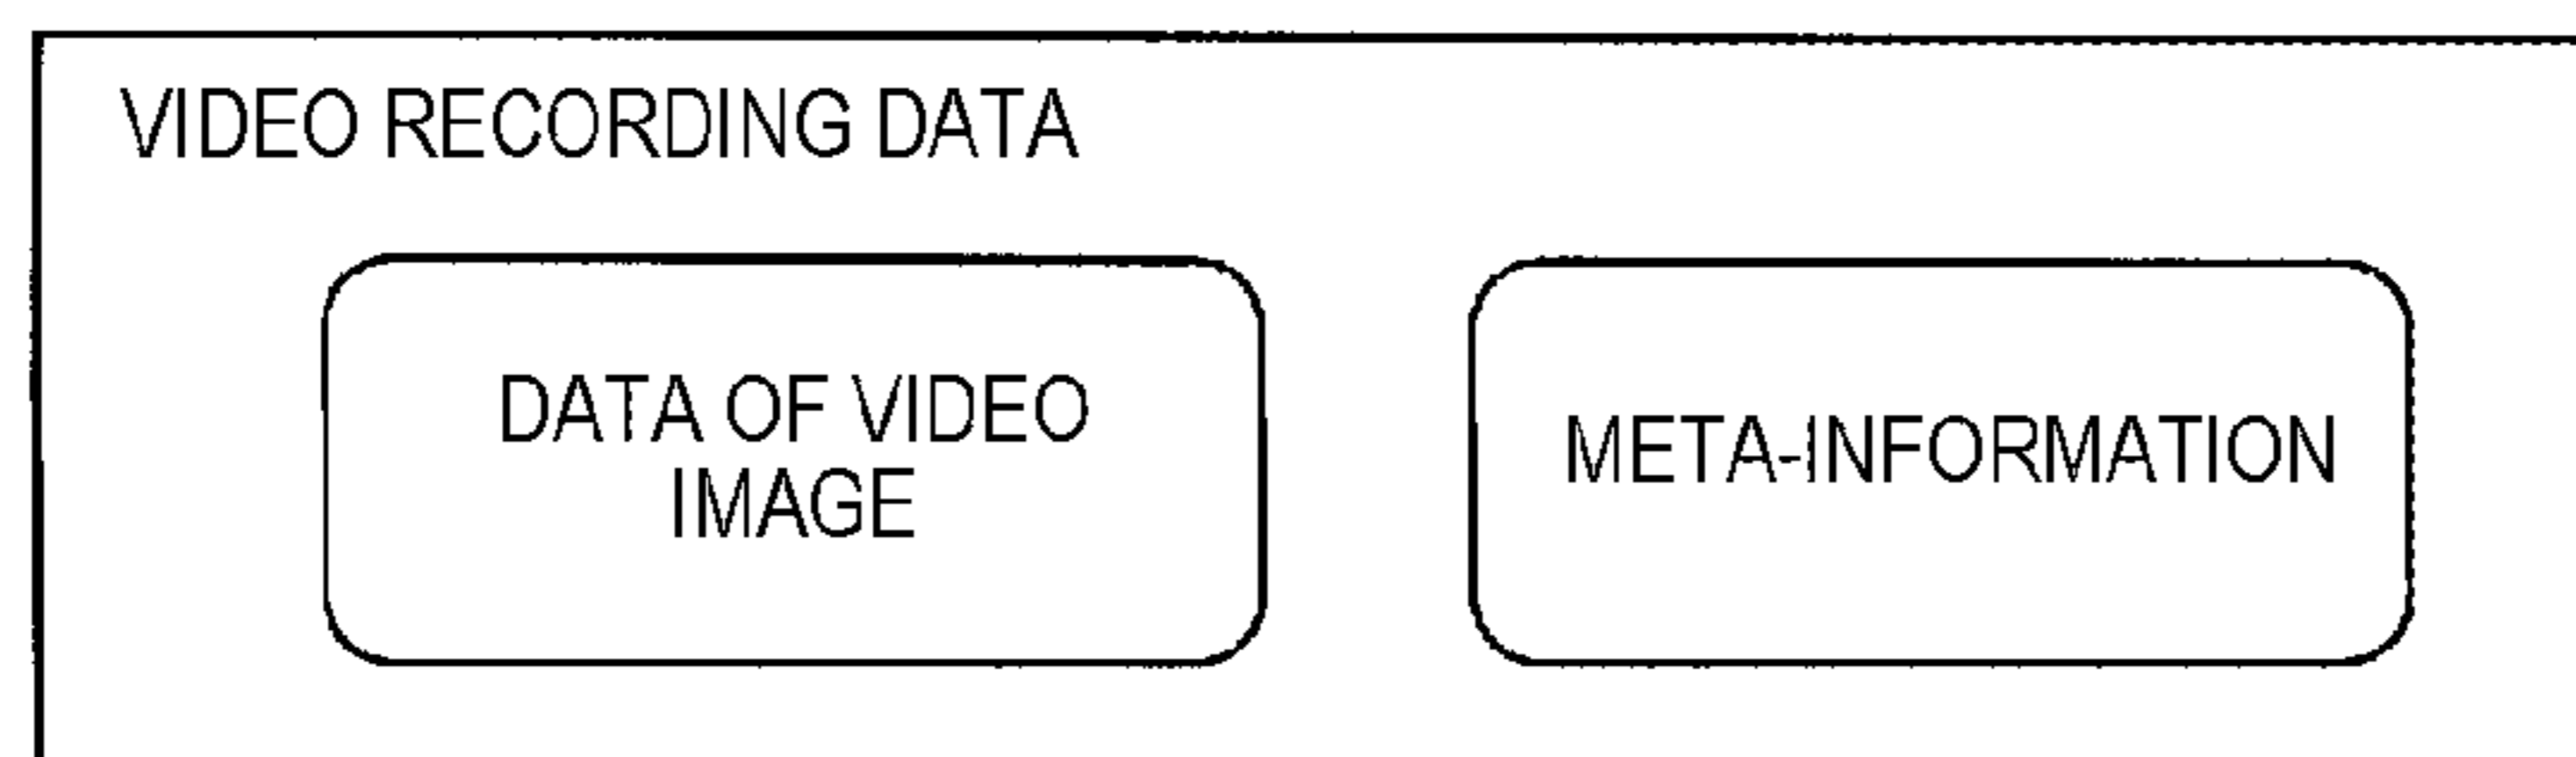 VIDEO RECORDING DATA
DATA OF VIDEO
IMAGE
META-INFORMATION